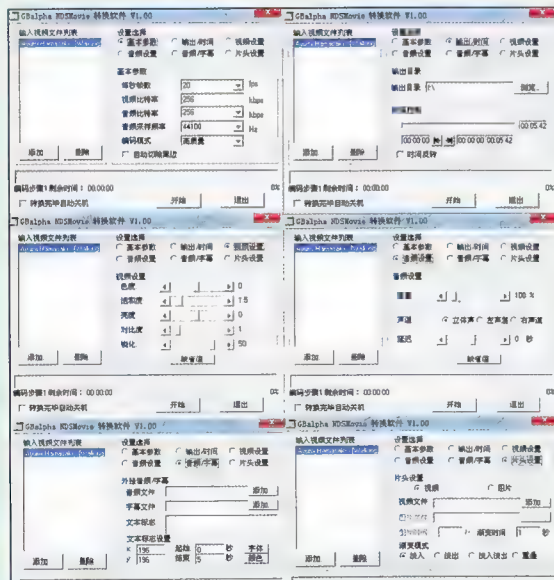 GBalpha NDSMovie 转换软件 V1.00
输入视频文件列表
设置选择
基本参数 输出/时间 视频设置
音频设置 音频/字幕 片头设置
基本参数
每秒帧数 20 fps
视频比特率 256 kbps
音频比特率 256 kbps
音频采样频率 44100 Hz
编码模式 高质量
自动切除黑边
添加 删除
编码步骤1 剩余时间: 00:00:00 0%
转换完毕自动关机 开始 退出
GBalpha NDSMovie 转换软件 V1.00
输入视频文件列表
基本参数 输出/时间 视频设置
音频设置 音频/字幕 片头设置
输出目录
输出目录 浏览..
00:05:42
00:00:00 00:00:00 00:05:42
时间反转
添加 删除
编码步骤1 剩余时间: 00:00:00 0%
转换完毕自动关机 开始 退出
GBalpha NDSMovie 转换软件 V1.00
输入视频文件列表
设置选择
基本参数 输出/时间 视频设置
音频设置 音频/字幕 片头设置
视频设置
色度 0
饱和度 1.5
亮度 0
对比度 1
锐化 50
缺省值
添加 删除
编码步骤1 剩余时间: 00:00:00 0%
转换完毕自动关机 开始 退出
GBalpha NDSMovie 转换软件 V1.00
输入视频文件列表
设置选择
基本参数 输出/时间 视频设置
音频设置 音频/字幕 片头设置
音频设置
100 %
声道 立体声 左声道 右声道
延迟 0 秒
缺省值
添加 删除
编码步骤1 剩余时间: 00:00:00 0%
转换完毕自动关机 开始 退出
GBalpha NDSMovie 转换软件 V1.00
输入视频文件列表
设置选择
基本参数 输出/时间 视频设置
音频设置 音频/字幕 片头设置
外挂音频/字幕
音频文件 添加
字幕文件 添加..
文本标志
文本标志设置
x 196 起始 0 秒 字体
y 196 结束 5 秒 颜色
添加 删除
GBalpha NDSMovie 转换软件 V1.00
输入视频文件列表
设置选择
基本参数 输出/时间 视频设置
音频设置 音频/字幕 片头设置
片头设置
视频 图片
视频文件 添加
渐变时间 1 秒
渐变模式
淡入 淡出 淡入淡出 重叠
添加 删除